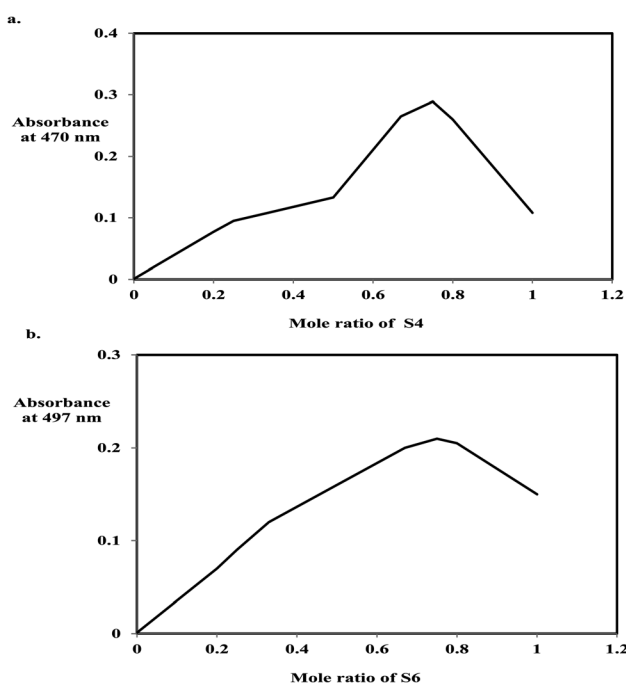 a.
0.4
0.3
Absorbance
at 470 nm
0.2
0.1
0
0 0.2 0.4 0.6 0.8 1 1.2
Mole ratio of S4
b.
0.3
Absorbance
at 497 nm
0.2
0.1
0
0 0.2 0.4 0.6 0.8 1 1.2
Mole ratio of S6